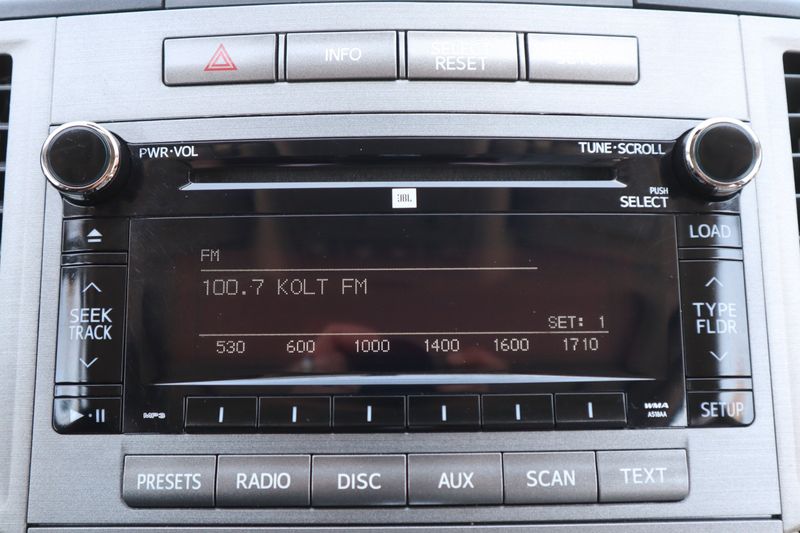 INFO
SELECT
RESET
PWR·VOL
TUNE·SCROLL
JBL
PUSH
SELECT
LOAD
FM
100.7 KOLT FM
SEEK
TRACK
TYPE
FLDR
SET: 1
530 600 1000 1400 1600 1710
MP3
WMA
A518AA
SETUP
PRESETS RADIO DISC AUX SCAN TEXT